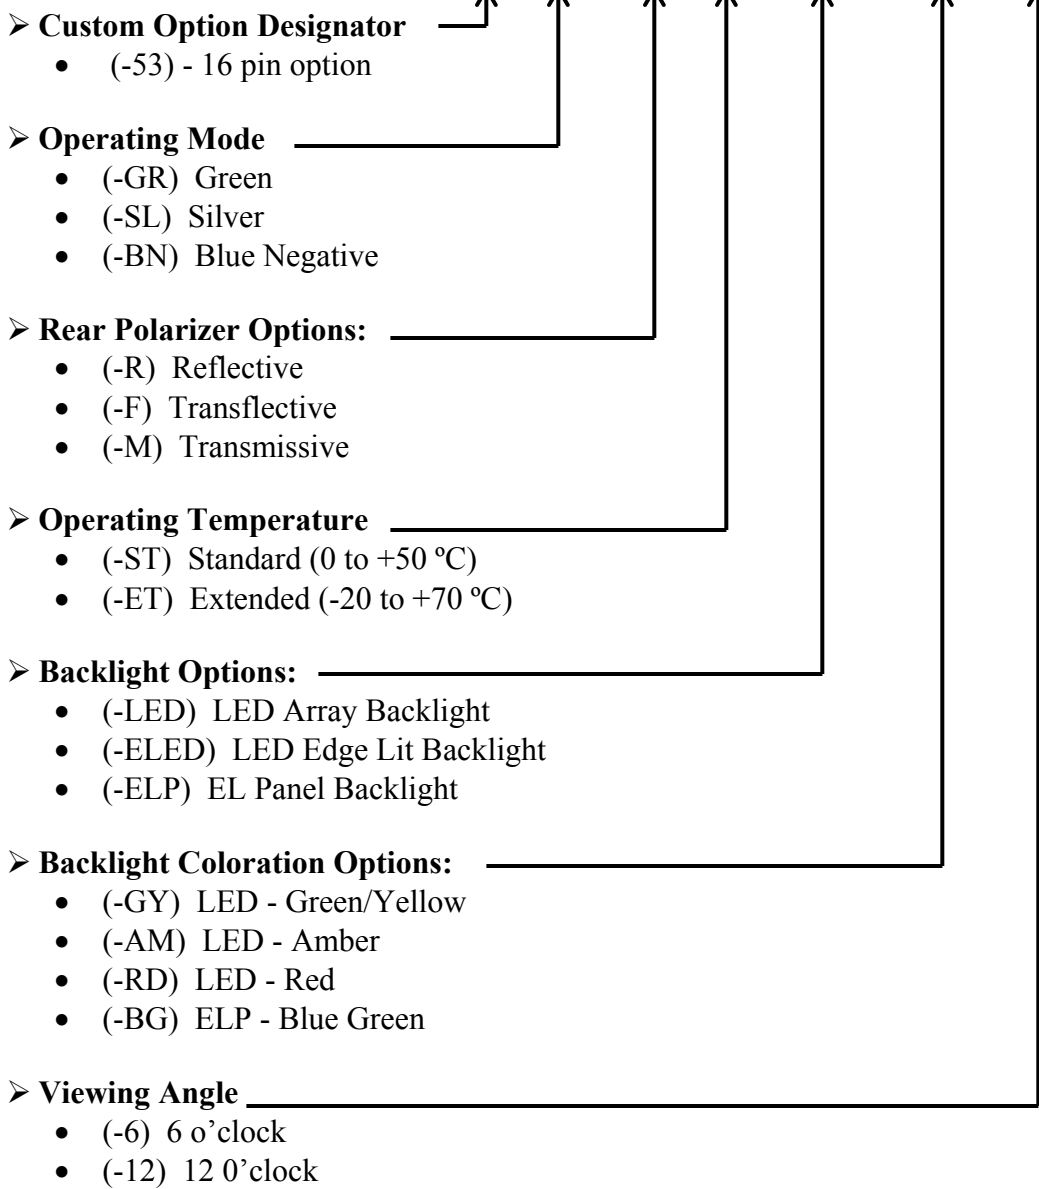 ➢ Custom Option Designator
• (-53) - 16 pin option
➢ Operating Mode
• (-GR) Green
• (-SL) Silver
• (-BN) Blue Negative
➢ Rear Polarizer Options:
• (-R) Reflective
• (-F) Transflective
• (-M) Transmissive
➢ Operating Temperature
• (-ST) Standard (0 to +50 ºC)
• (-ET) Extended (-20 to +70 ºC)
➢ Backlight Options:
• (-LED) LED Array Backlight
• (-ELED) LED Edge Lit Backlight
• (-ELP) EL Panel Backlight
➢ Backlight Coloration Options:
• (-GY) LED - Green/Yellow
• (-AM) LED - Amber
• (-RD) LED - Red
• (-BG) ELP - Blue Green
➢ Viewing Angle
• (-6) 6 o’clock
• (-12) 12 0’clock